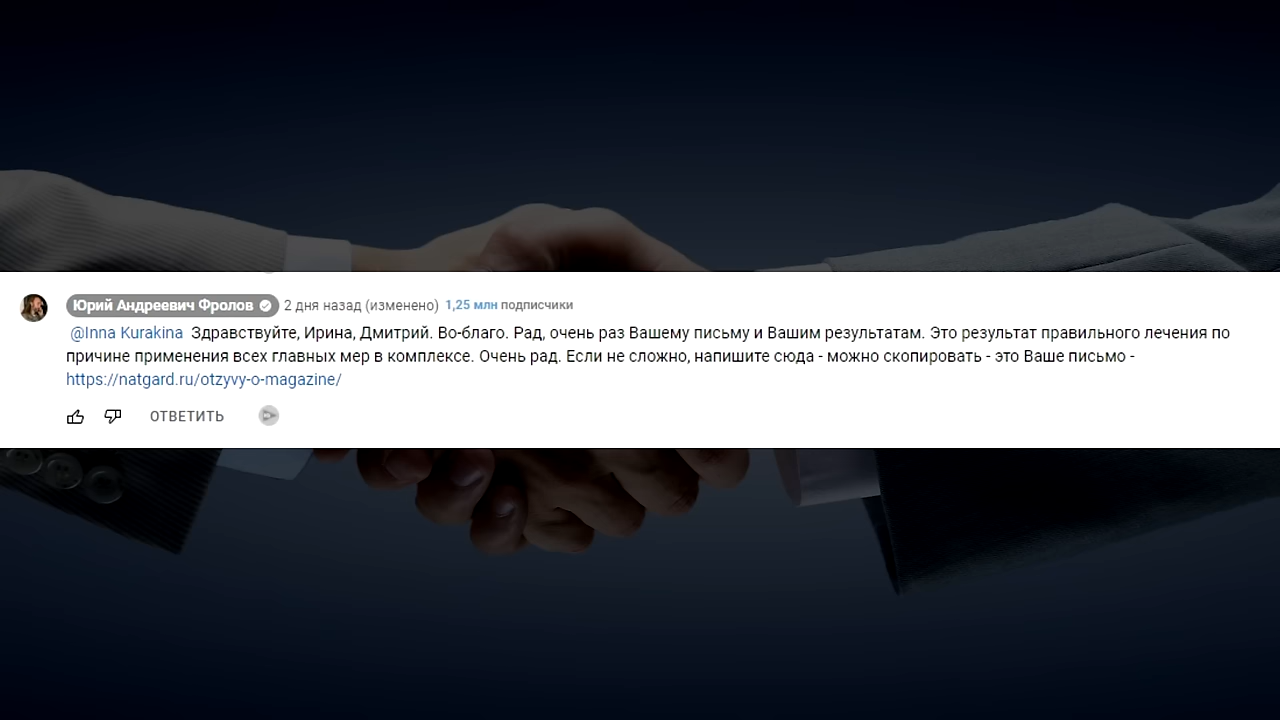 Юрий Андреевич Фролов 2 дня назад (изменено) 1,25 млн подписчики
@Inna Kurakina Здравствуйте, Ирина, Дмитрий. Во-благо. Рад, очень раз Вашему письму и Вашим результатам. Это результат правильного лечения по
причине применения всех главных мер в комплексе. Очень рад. Если не сложно, напишите сюда - можно скопировать - это Ваше письмо -
https://natgard.ru/otzyvy-o-magazine/
ОТВЕТИТЬ